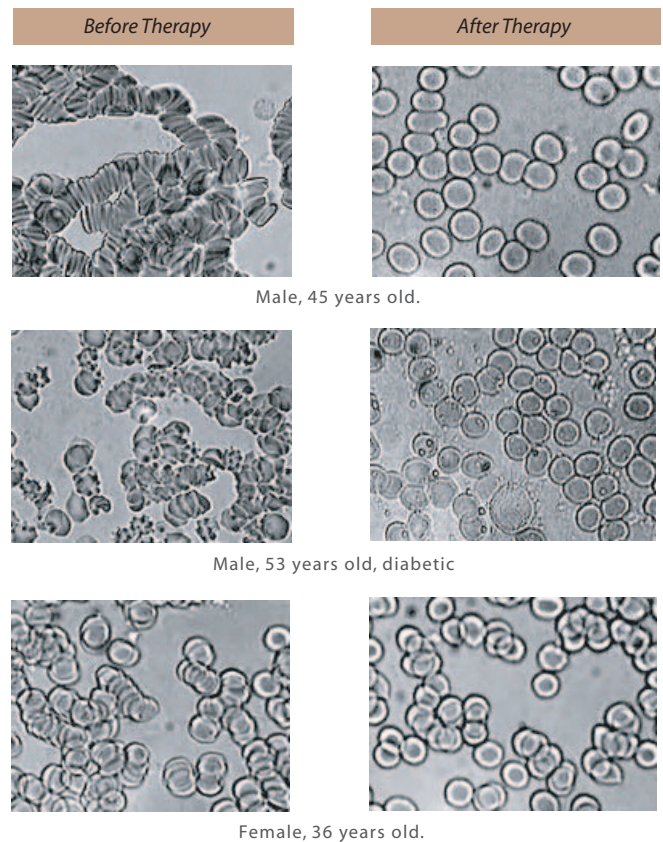 Before Therapy
After Therapy
Male, 45 years old.
Male, 53 years old, diabetic
Female, 36 years old.